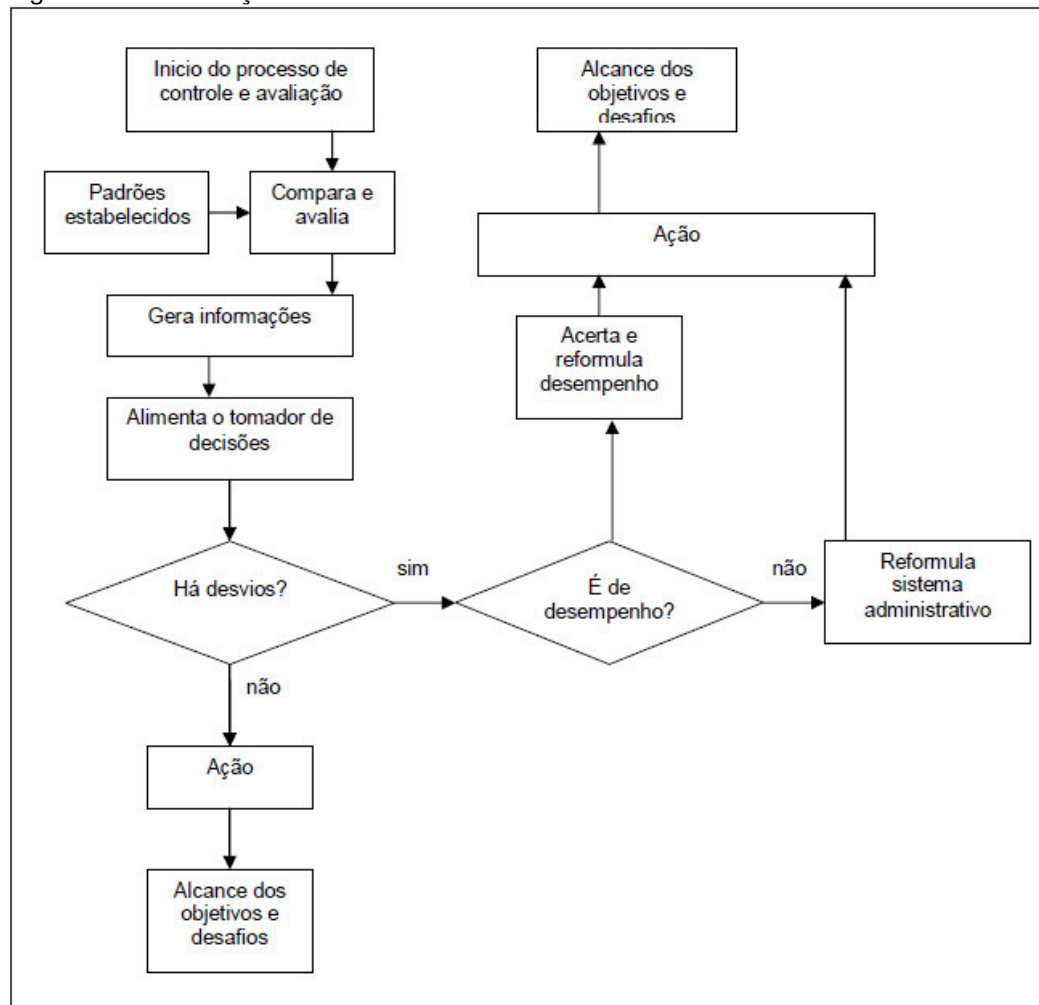 Inicio do processo de
controle e avaliação
Alcance dos
objetivos e
desafios
Padrões
estabelecidos
Compara e
avalia
Ação
Gera informações
Acerta e
reformula
desempenho
Alimenta o tomador de
decisões
Há desvios?
sim
É de
desempenho?
não
Reformula
sistema
administrativo
não
Ação
Alcance dos
objetivos e
desafios